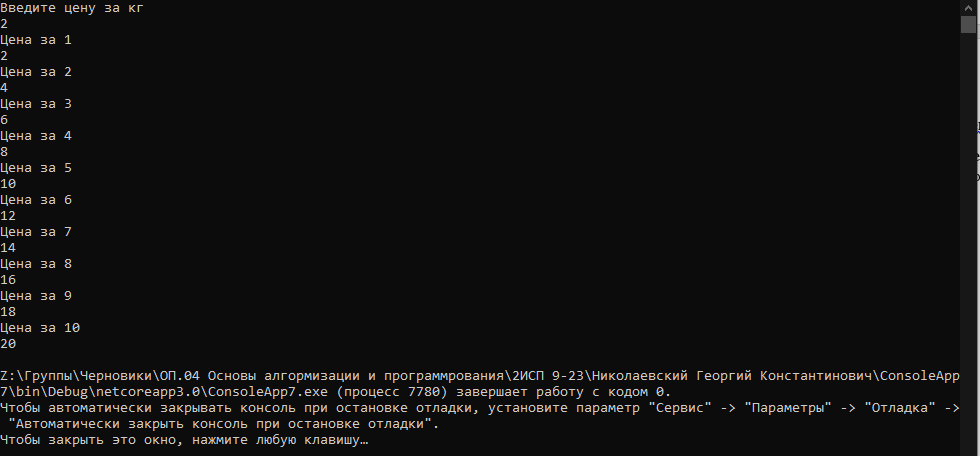 Введите цену за кг
2
Цена за 1
2
Цена за 2
4
Цена за 3
6
Цена за 4
8
Цена за 5
10
Цена за 6
12
Цена за 7
14
Цена за 8
16
Цена за 9
18
Цена за 10
20
Z:\Группы\Черновики\ОП.04 Основы алгормизации и программрования\2ИСП 9-23\Николаевский Георгий Константинович\ConsoleApp
7\bin\Debug\netcoreapp3.0\ConsoleApp7.exe (процесс 7780) завершает работу с кодом 0.
Чтобы автоматически закрывать консоль при остановке отладки, установите параметр "Сервис" -> "Параметры" -> "Отладка" ->
"Автоматически закрыть консоль при остановке отладки".
Чтобы закрыть это окно, нажмите любую клавишу…